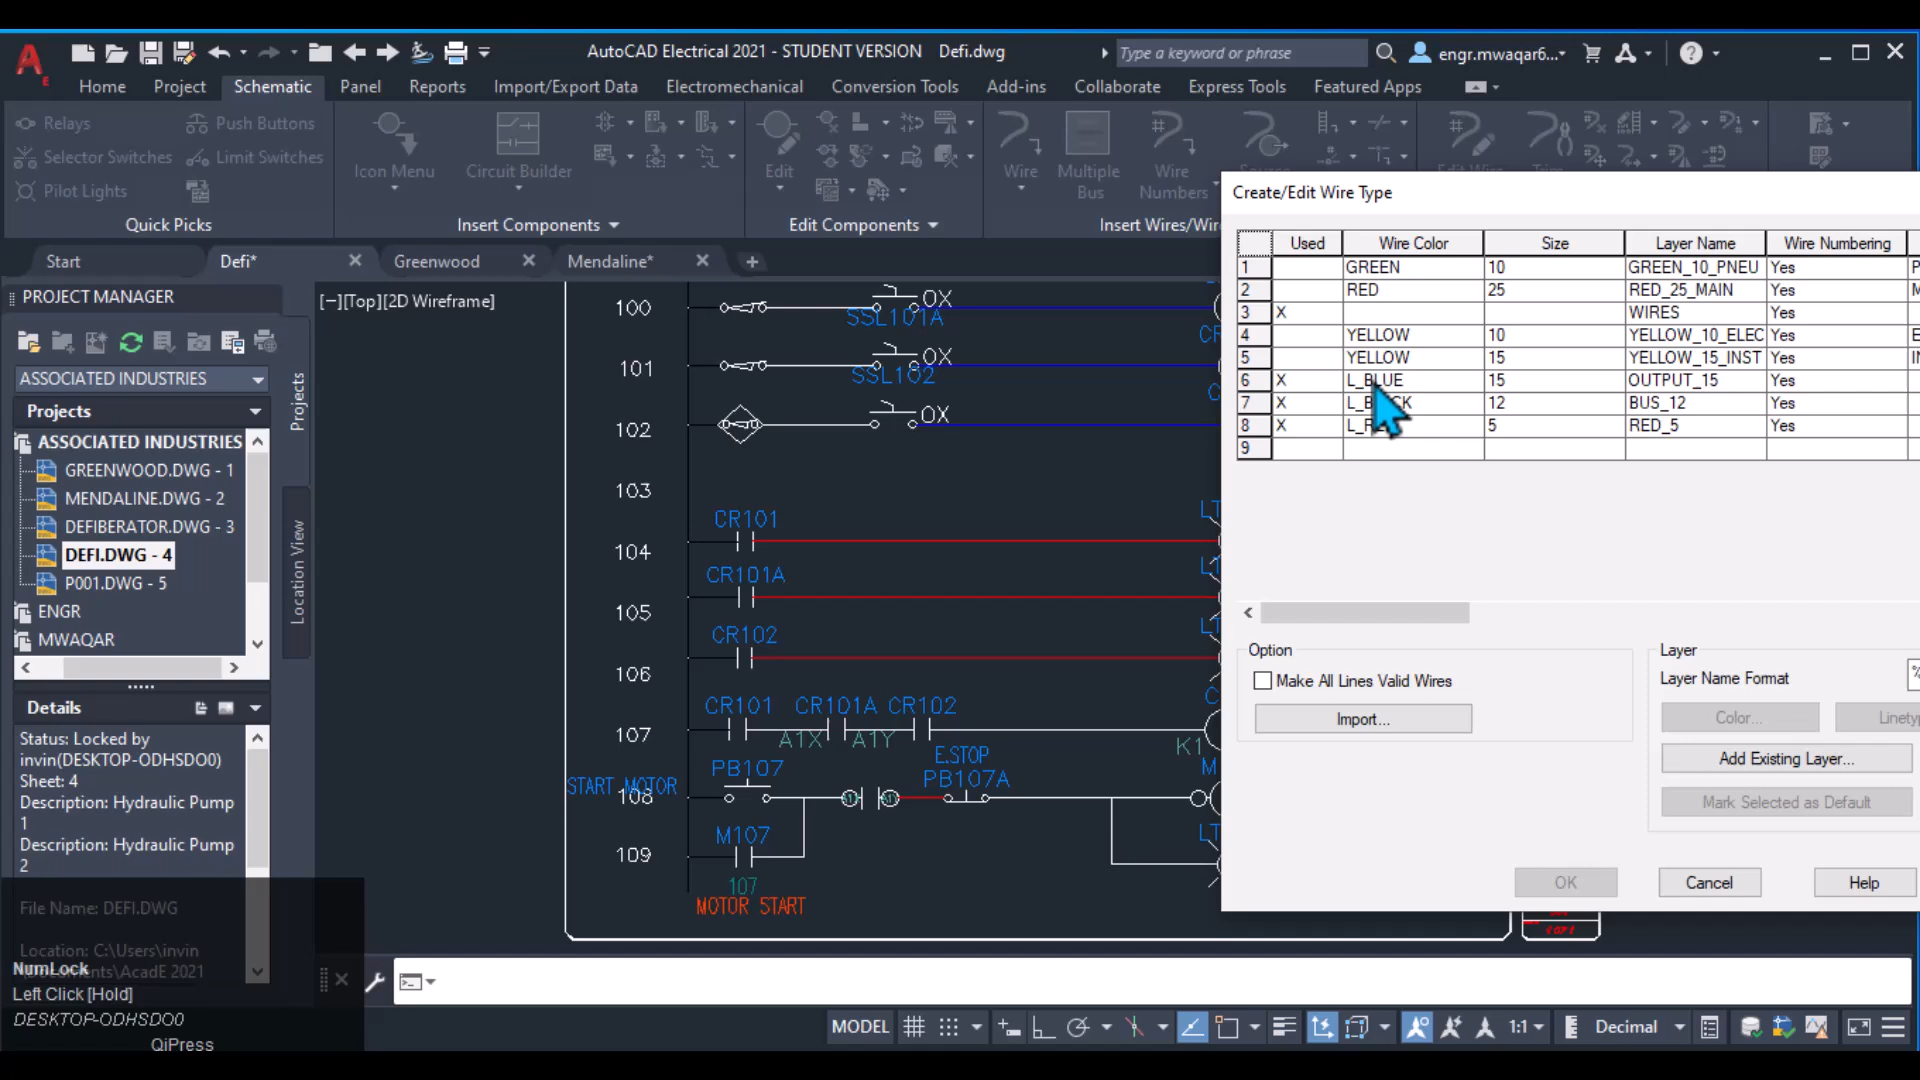 AutoCAD Electrical 2021 - STUDENT VERSION Defi.dwg
Type a keyword or phrase
engr.mwaqar6...
Home Project Schematic Panel Reports Import/Export Data Electromechanical Conversion Tools Add-ins Collaborate Express Tools Featured Apps
Relays
Push Buttons
Selector Switches
Limit Switches
Pilot Lights
Icon Menu
Circuit Builder
Edit
Wire
Multiple Bus
Wire Numbers
Source
Edit Wire
Trim
Quick Picks
Insert Components
Edit Components
Insert Wires/Wir
Start
Defi*
Greenwood
Mendaline*
PROJECT MANAGER
ASSOCIATED INDUSTRIES
Projects
ASSOCIATED INDUSTRIES
GREENWOOD.DWG - 1
MENDALINE.DWG - 2
DEFIBERATOR.DWG - 3
DEFI.DWG - 4
P001.DWG - 5
ENGR
MWAQAR
Projects
Location View
Details
Status: Locked by
invin(DESKTOP-ODHSDO0)
Sheet: 4
Description: Hydraulic Pump
1
Description: Hydraulic Pump
2
File Name: DEFI.DWG
Location: C:\Users\invin
\Documents\AcadE 2021
NumLock
Left Click [Hold]
DESKTOP-ODHSDO0
QiPress
[−][Top][2D Wireframe]
100
OX
SSL101A
101
OX
SSL102
102
OX
103
CR101
104
CR101A
105
CR102
106
CR101 CR101A CR102
107
A1X A1Y
K1
E.STOP
PB107 PB107A
M
START MOTOR
108
M107
LT
109
107
MOTOR START
Create/Edit Wire Type
Used Wire Color Size Layer Name Wire Numbering
1 GREEN 10 GREEN_10_PNEU Yes P
2 RED 25 RED_25_MAIN Yes
3 X WIRES Yes
4 YELLOW 10 YELLOW_10_ELEC Yes E
5 YELLOW 15 YELLOW_15_INST Yes IN
6 X L_BLUE 15 OUTPUT_15 Yes
7 X 12 BUS_12 Yes
8 X 5 RED_5 Yes
9
Option
Make All Lines Valid Wires
Import...
Layer
Layer Name Format
Color...
Linetyp
Add Existing Layer...
Mark Selected as Default
OK
Cancel
Help
MODEL
1:1
Decimal